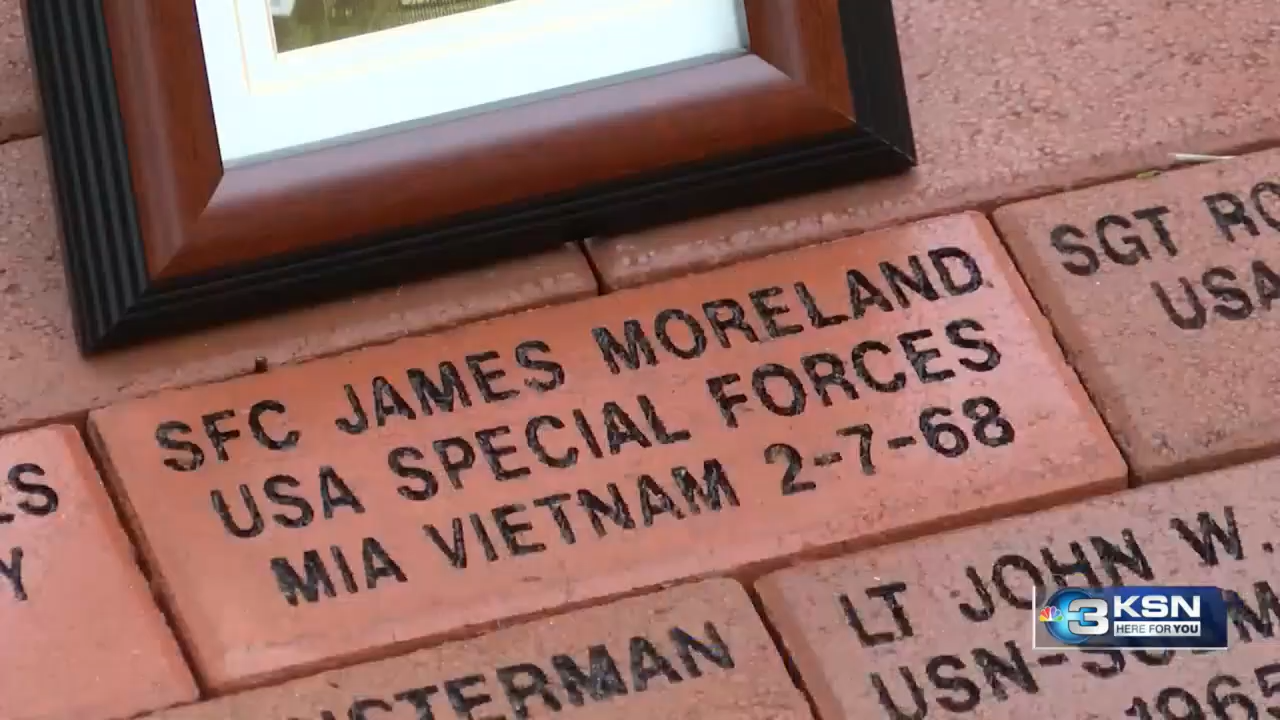 SFC JAMES MORELAND
USA SPECIAL FORCES
MIA VIETNAM 2-7-68
SGT
USA
LT JOHN W.
1965
3 KSN
HERE FOR YOU